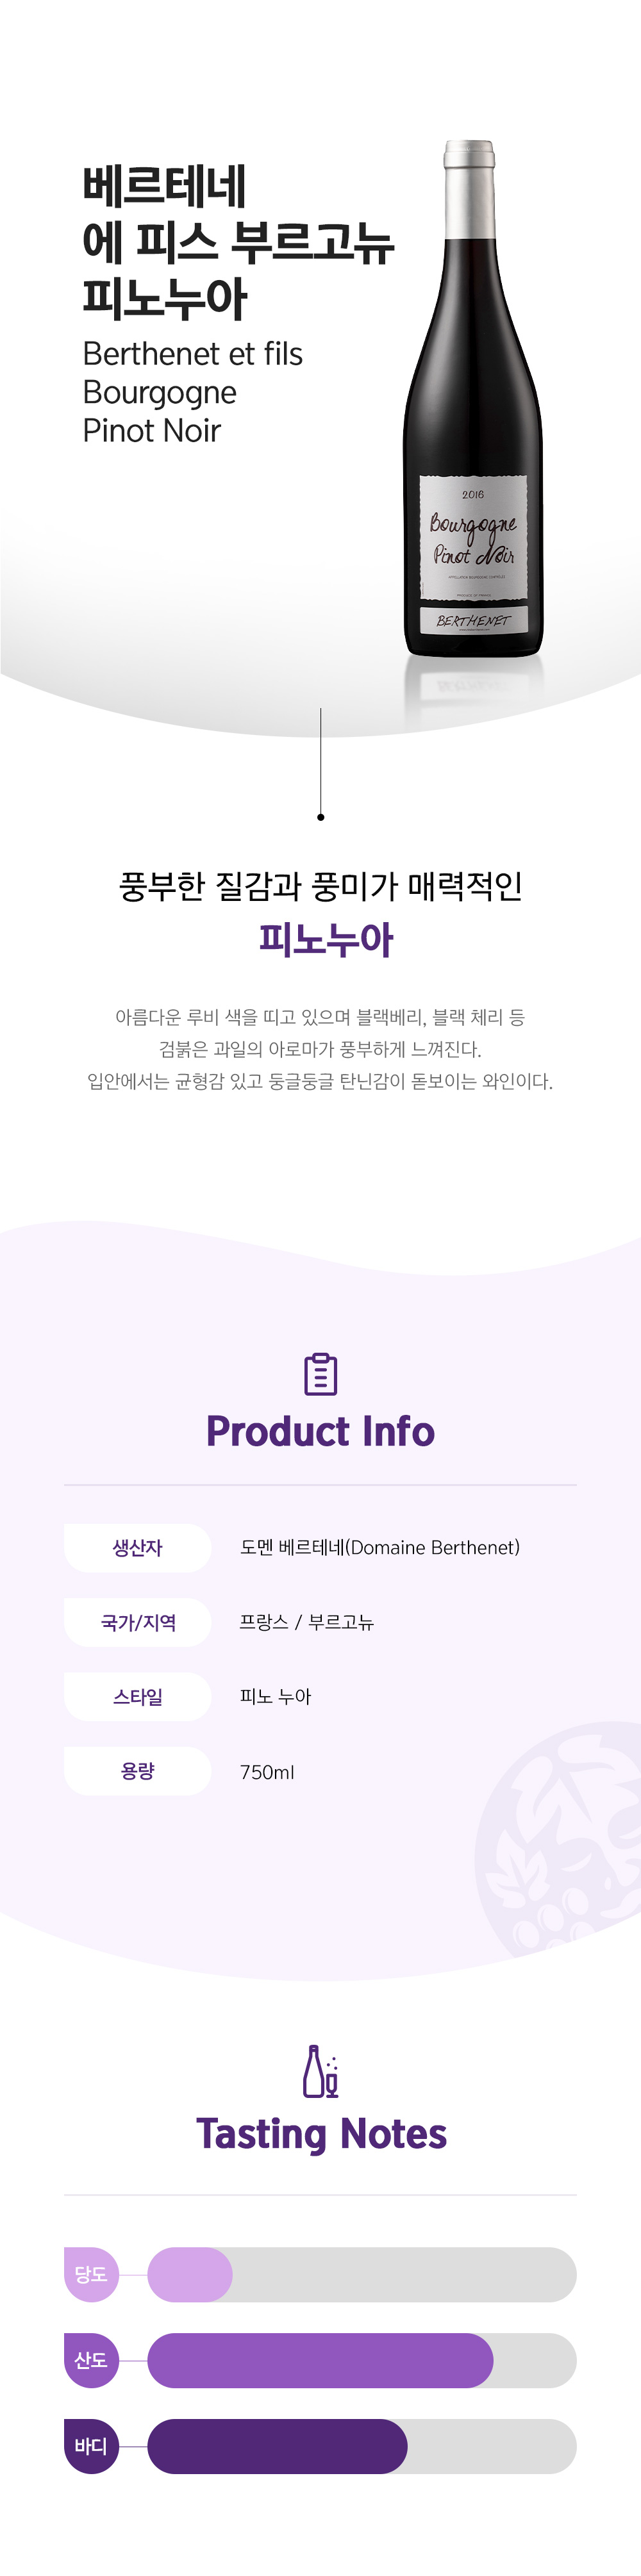 베르테네
에 피스 부르고뉴
피노누아
Berthenet et fils
Bourgogne
Pinot Noir
2016
Bourgogne
Pinot Noir
APPELLATION BOURGOGNE CONTRÔLÉE
PRODUCE OF FRANCE
BERTHENET
풍부한 질감과 풍미가 매력적인
피노누아
아름다운 루비 색을 띠고 있으며 블랙베리, 블랙 체리 등
검붉은 과일의 아로마가 풍부하게 느껴진다.
입안에서는 균형감 있고 둥글둥글 탄닌감이 돋보이는 와인이다.
Product Info
생산자 도멘 베르테네(Domaine Berthenet)
국가/지역 프랑스 / 부르고뉴
스타일 피노 누아
용량 750ml
Tasting Notes
당도
산도
바디